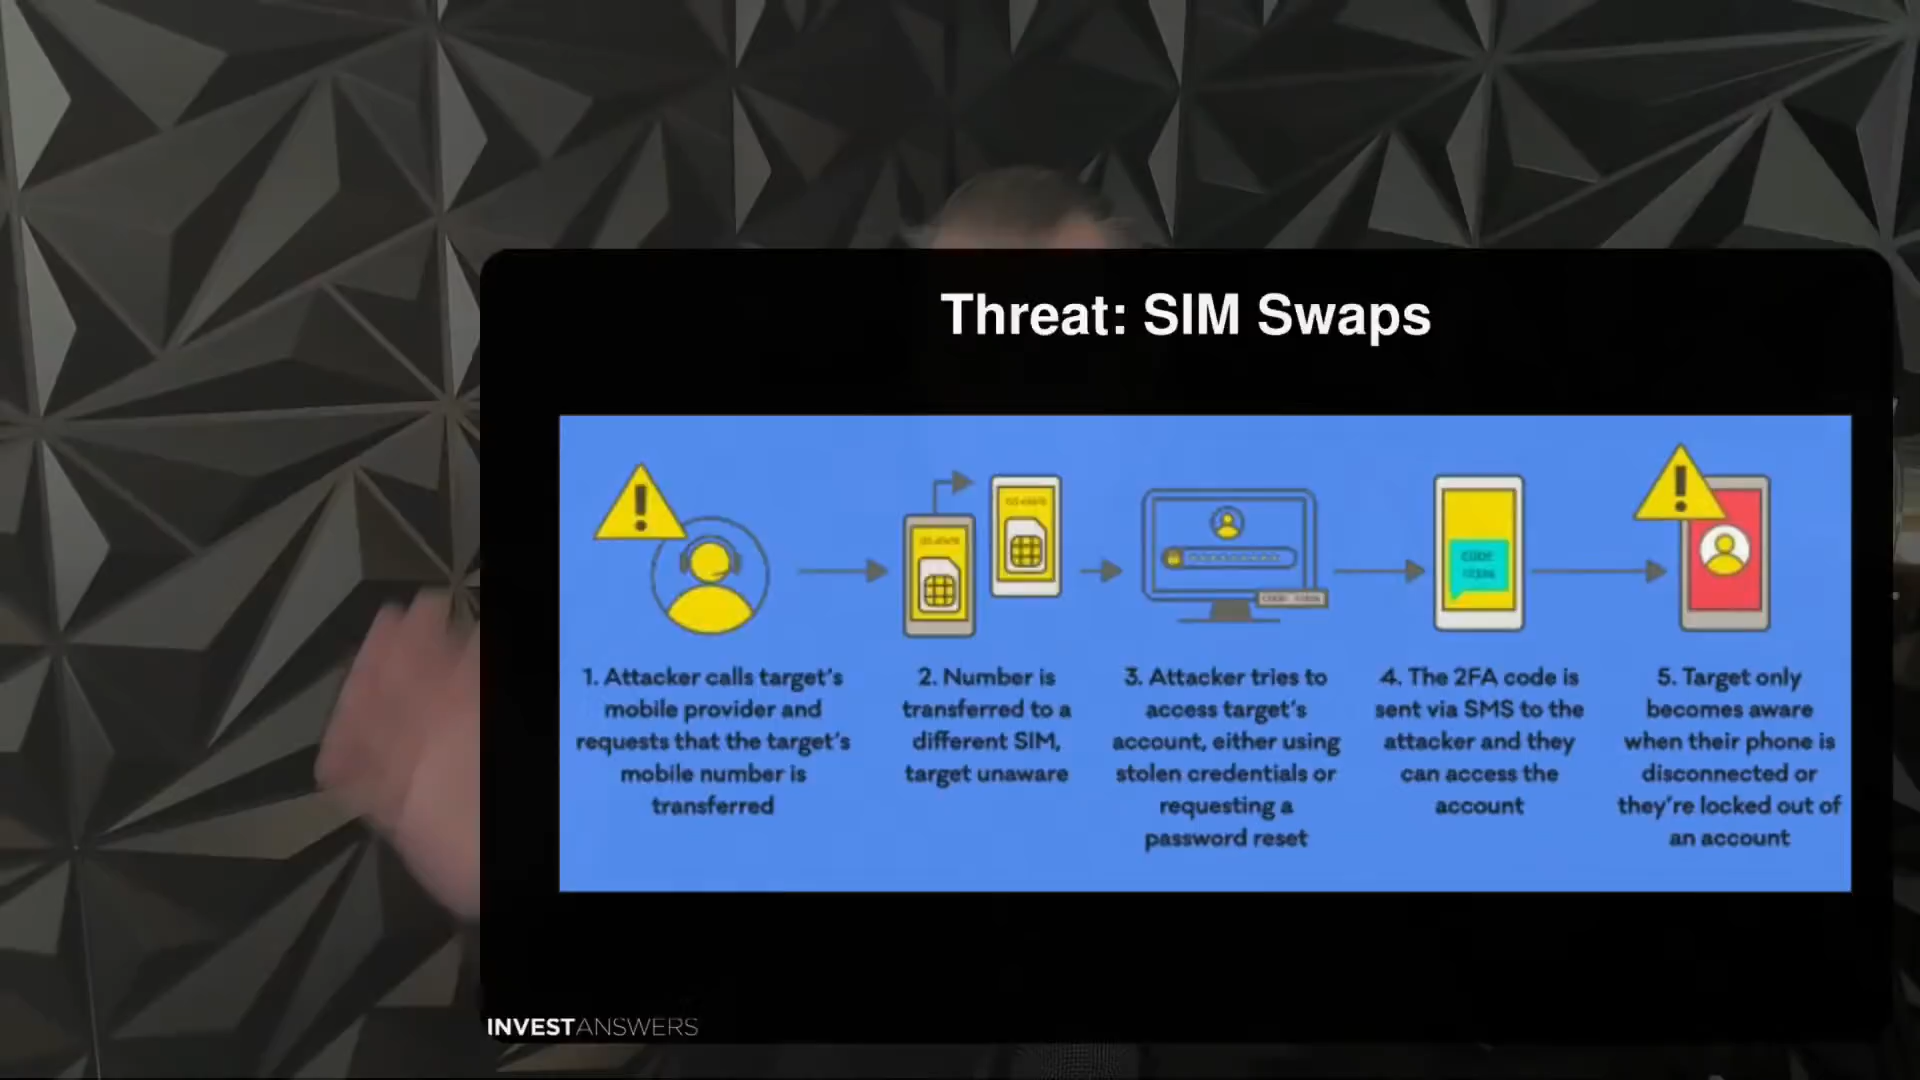 Threat: SIM Swaps
1. Attacker calls target's
mobile provider and
requests that the target's
mobile number is
transferred
2. Number is
transferred to a
different SIM,
target unaware
3. Attacker tries to
access target's
account, either using
stolen credentials or
requesting a
password reset
4. The 2FA code is
sent via SMS to the
attacker and they
can access the
account
5. Target only
becomes aware
when their phone is
disconnected or
they're locked out of
an account
CODE
INVESTANSWERS